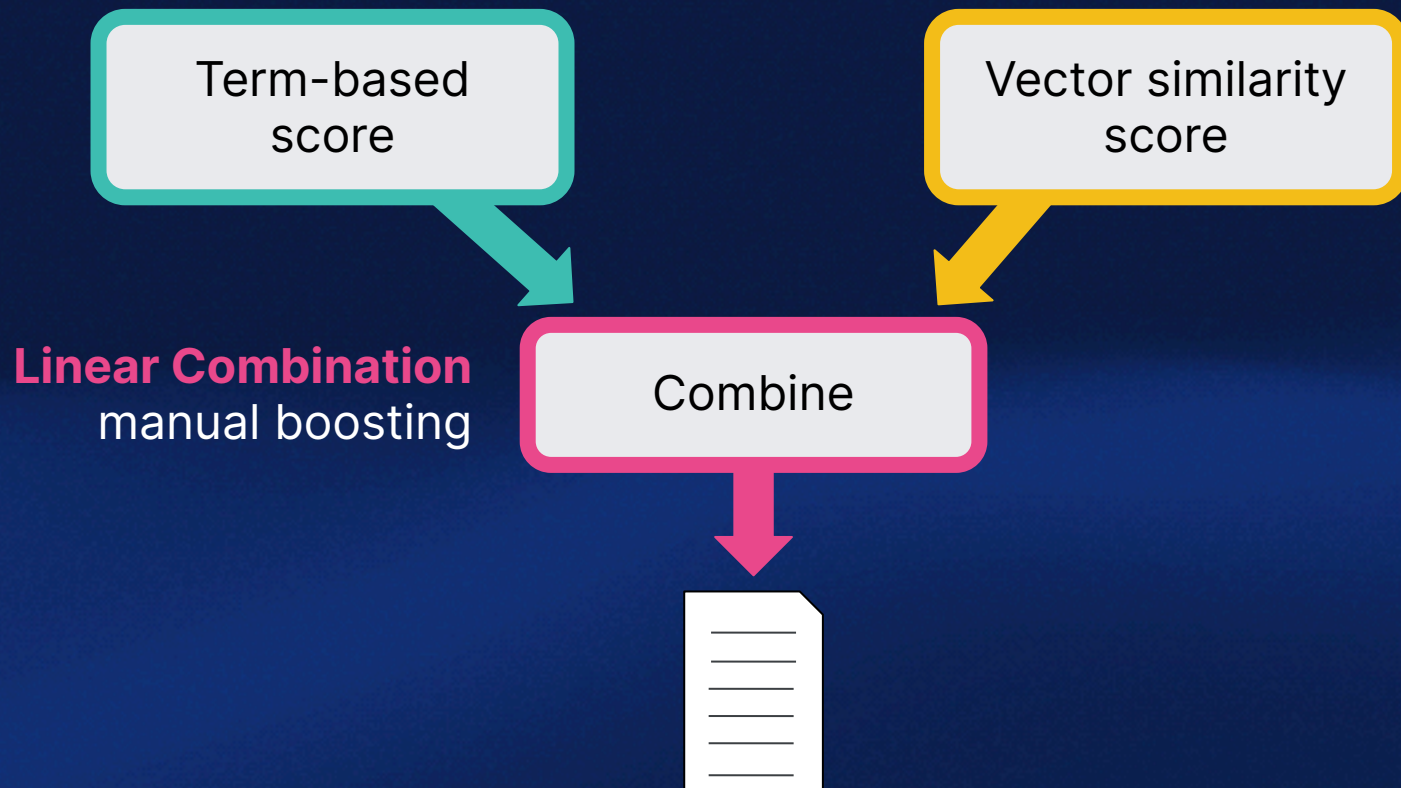 Term-based
score
Vector similarity
score
Linear Combination
manual boosting
Combine